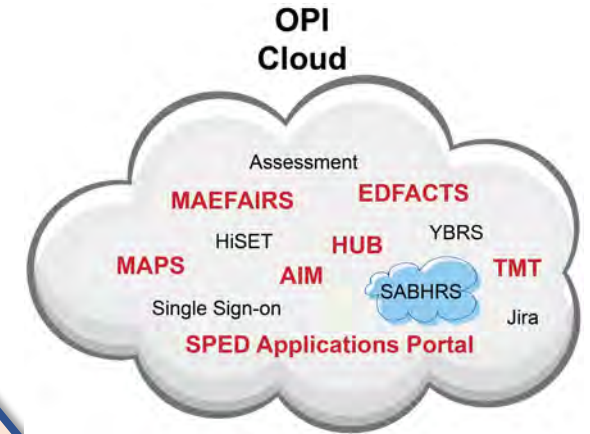 OPI
Cloud
Assessment
MAEFAIRS
EDFACTS
HiSET
HUB
YBRS
MAPS
AIM
SABHRS
TMT
Single Sign-on
Jira
SPED Applications Portal